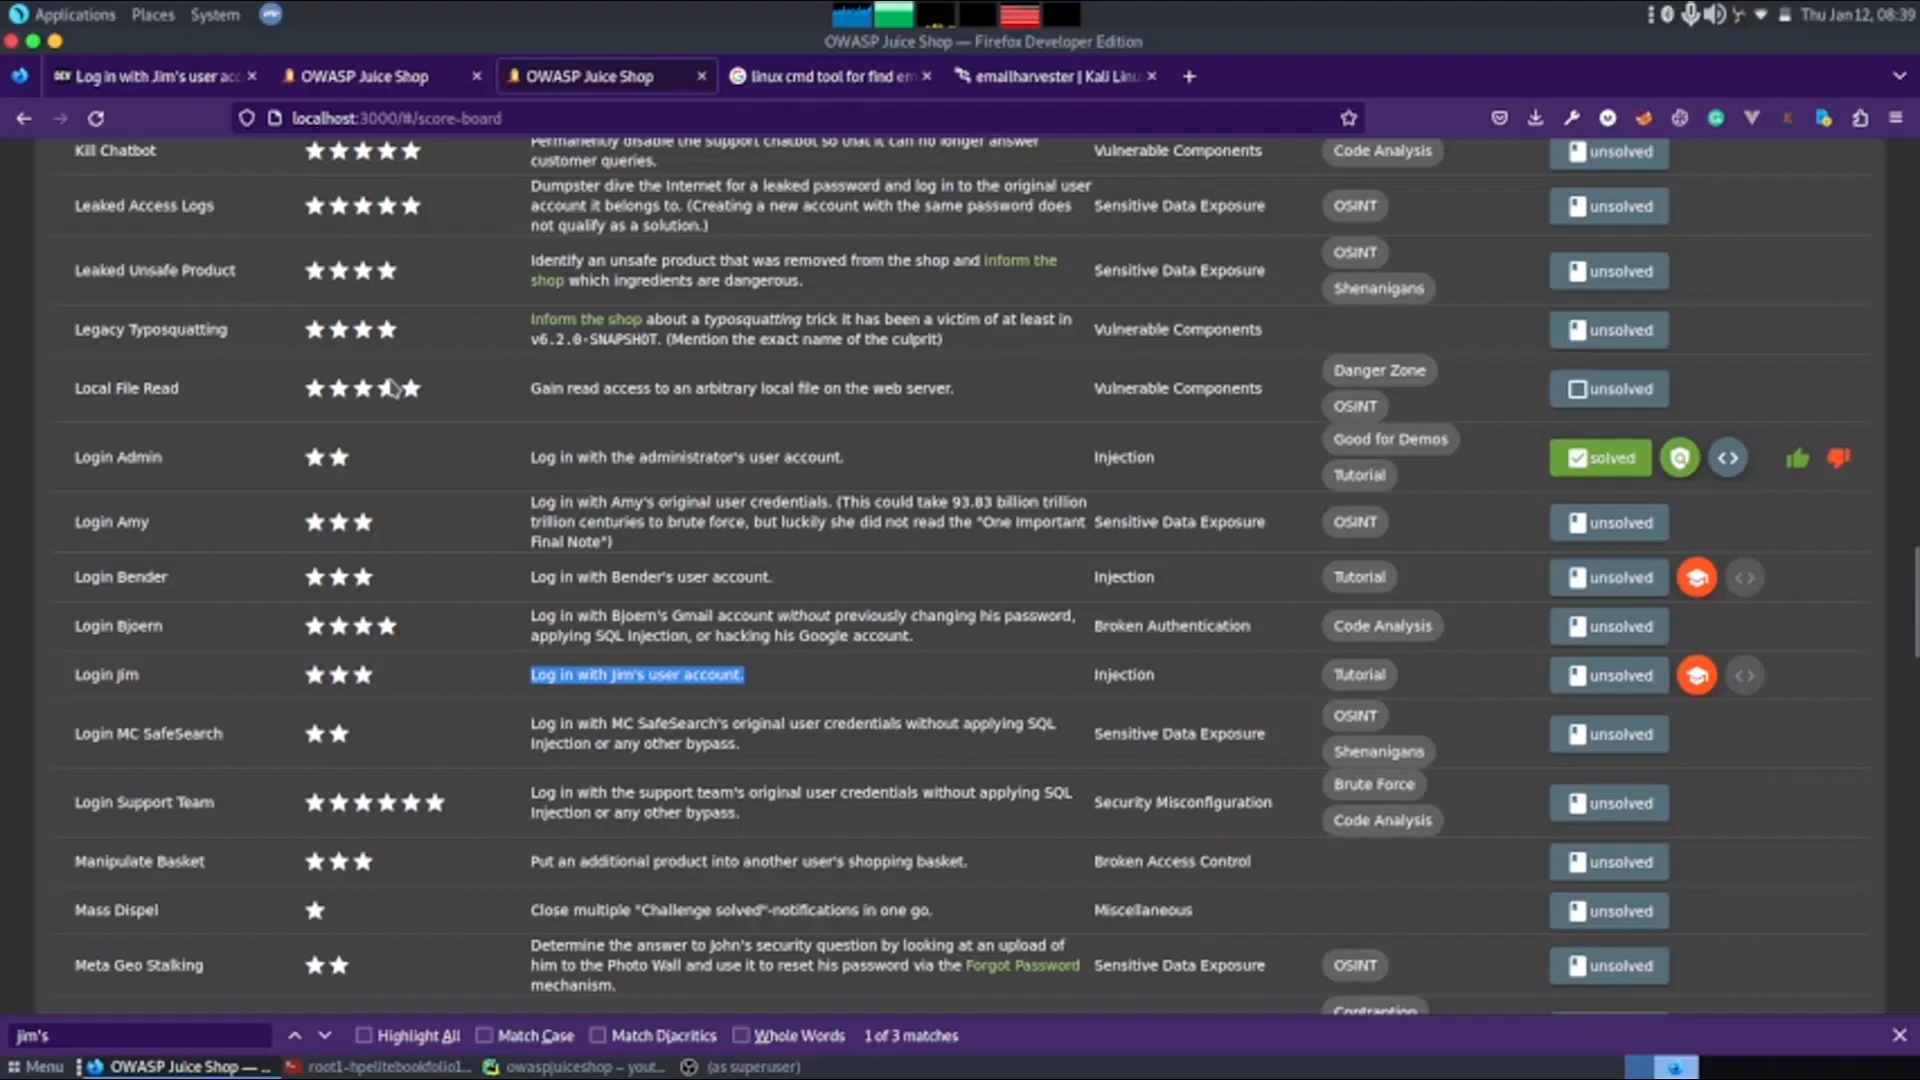 Applications Places System
Thu Jan 12, 08:39
OWASP Juice Shop — Firefox Developer Edition
DEV Log in with Jim's user acc
OWASP Juice Shop
OWASP Juice Shop
linux cmd tool for find em
emailharvester | Kali Linu
localhost:3000/#/score-board
Kill Chatbot
Permanently disable the support chatbot so that it can no longer answer
customer queries.
Vulnerable Components
Code Analysis
unsolved
Leaked Access Logs
Dumpster dive the Internet for a leaked password and log in to the original user
account it belongs to. (Creating a new account with the same password does
not qualify as a solution.)
Sensitive Data Exposure
OSINT
unsolved
Leaked Unsafe Product
Identify an unsafe product that was removed from the shop and inform the
shop which ingredients are dangerous.
Sensitive Data Exposure
OSINT
Shenanigans
unsolved
Legacy Typosquatting
Inform the shop about a typosquatting trick it has been a victim of at least in
v6.2.0-SNAPSHOT. (Mention the exact name of the culprit)
Vulnerable Components
unsolved
Local File Read
Gain read access to an arbitrary local file on the web server.
Vulnerable Components
Danger Zone
OSINT
unsolved
Login Admin
Log in with the administrator's user account.
Injection
Good for Demos
Tutorial
solved
<>
Login Amy
Log in with Amy's original user credentials. (This could take 93.83 billion trillion
trillion centuries to brute force, but luckily she did not read the "One Important
Final Note")
Sensitive Data Exposure
OSINT
unsolved
Login Bender
Log in with Bender's user account.
Injection
Tutorial
unsolved
<>
Login Bjoern
Log in with Bjoern's Gmail account without previously changing his password,
applying SQL Injection, or hacking his Google account.
Broken Authentication
Code Analysis
unsolved
Login Jim
Log in with Jim's user account.
Injection
Tutorial
unsolved
<>
Login MC SafeSearch
Log in with MC SafeSearch's original user credentials without applying SQL
Injection or any other bypass.
Sensitive Data Exposure
OSINT
Shenanigans
unsolved
Login Support Team
Log in with the support team's original user credentials without applying SQL
Injection or any other bypass.
Security Misconfiguration
Brute Force
Code Analysis
unsolved
Manipulate Basket
Put an additional product into another user's shopping basket.
Broken Access Control
unsolved
Mass Dispel
Close multiple "Challenge solved"-notifications in one go.
Miscellaneous
unsolved
Meta Geo Stalking
Determine the answer to John's security question by looking at an upload of
him to the Photo Wall and use it to reset his password via the Forgot Password
mechanism.
Sensitive Data Exposure
OSINT
unsolved
Contraption
jim's
Highlight All Match Case Match Diacritics Whole Words 1 of 3 matches
Menu OWASP Juice Shop — ... root1-hpelitebookfolio1... owaspjuiceshop – yout... (as superuser)